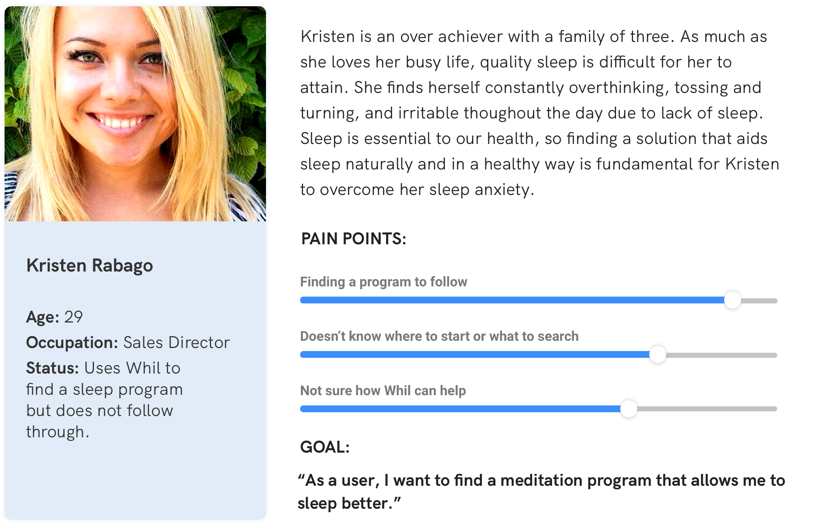 Kristen is an over achiever with a family of three. As much as
she loves her busy life, quality sleep is difficult for her to
attain. She finds herself constantly overthinking, tossing and
turning, and irritable thoughout the day due to lack of sleep.
Sleep is essential to our health, so finding a solution that aids
sleep naturally and in a healthy way is fundamental for Kristen
to overcome her sleep anxiety.
Kristen Rabago
Age: 29
Occupation: Sales Director
Status: Uses Whil to
find a sleep program
but does not follow
through.
PAIN POINTS:
Finding a program to follow
Doesn't know where to start or what to search
Not sure how Whil can help
GOAL:
“As a user, I want to find a meditation program that allows me to
sleep better.”